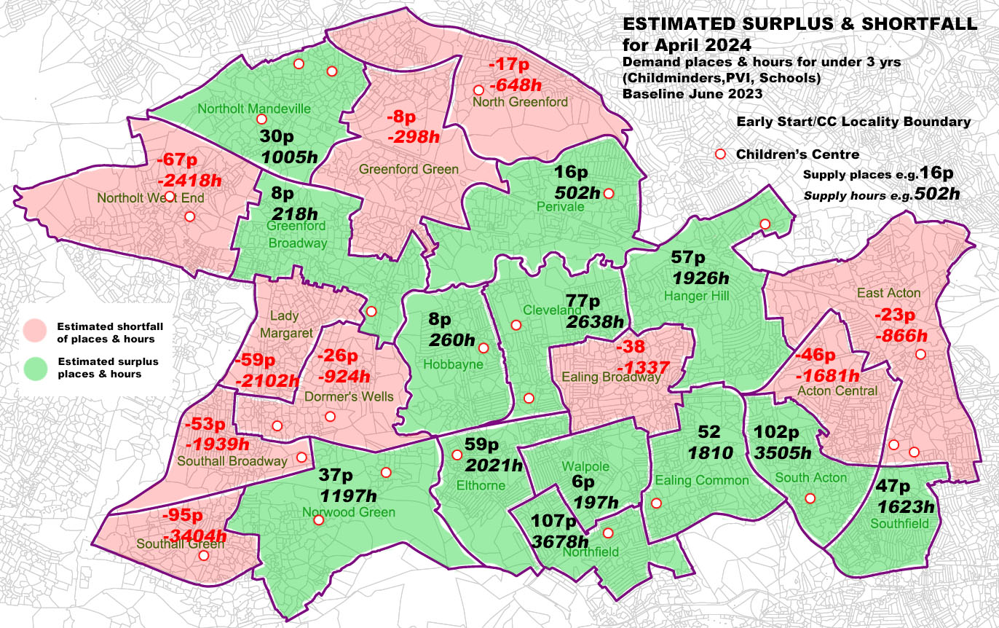 ESTIMATED SURPLUS & SHORTFALL
for April 2024
Demand places & hours for under 3 yrs
(Childminders,PVI, Schools)
Baseline June 2023
Early Start/CC Locality Boundary
Children's Centre
Supply places e.g.16p
Supply hours e.g.502h
-17p
-648h
North Greenford
Northolt Mandeville
30p
1005h
-8p
-298h
Greenford Green
-67p
-2418h
Northolt West End
8p
218h
Greenford
Broadway
16p
502h
Perivale
57p
1926h
Hanger Hill
East Acton
-23p
-866h
Lady
Margaret
-59p
-2102h
-26p
-924h
Dormer's Wells
8p
260h
Hobbayne
77p
Cleveland
2638h
-38
-1337
Ealing Broadway
-46p
-1681h
Acton Central
Estimated shortfall
of places & hours
Estimated surplus
places & hours
-53p
-1939h
Southall Broadway
37p
1197h
Norwood Green
59p
2021h
Elthorne
Walpole
6p
197h
52
1810
Ealing Common
102p
3505h
South Acton
47p
1623h
Southfield
-95p
-3404h
Southall Green
107p
3678h
Northfield